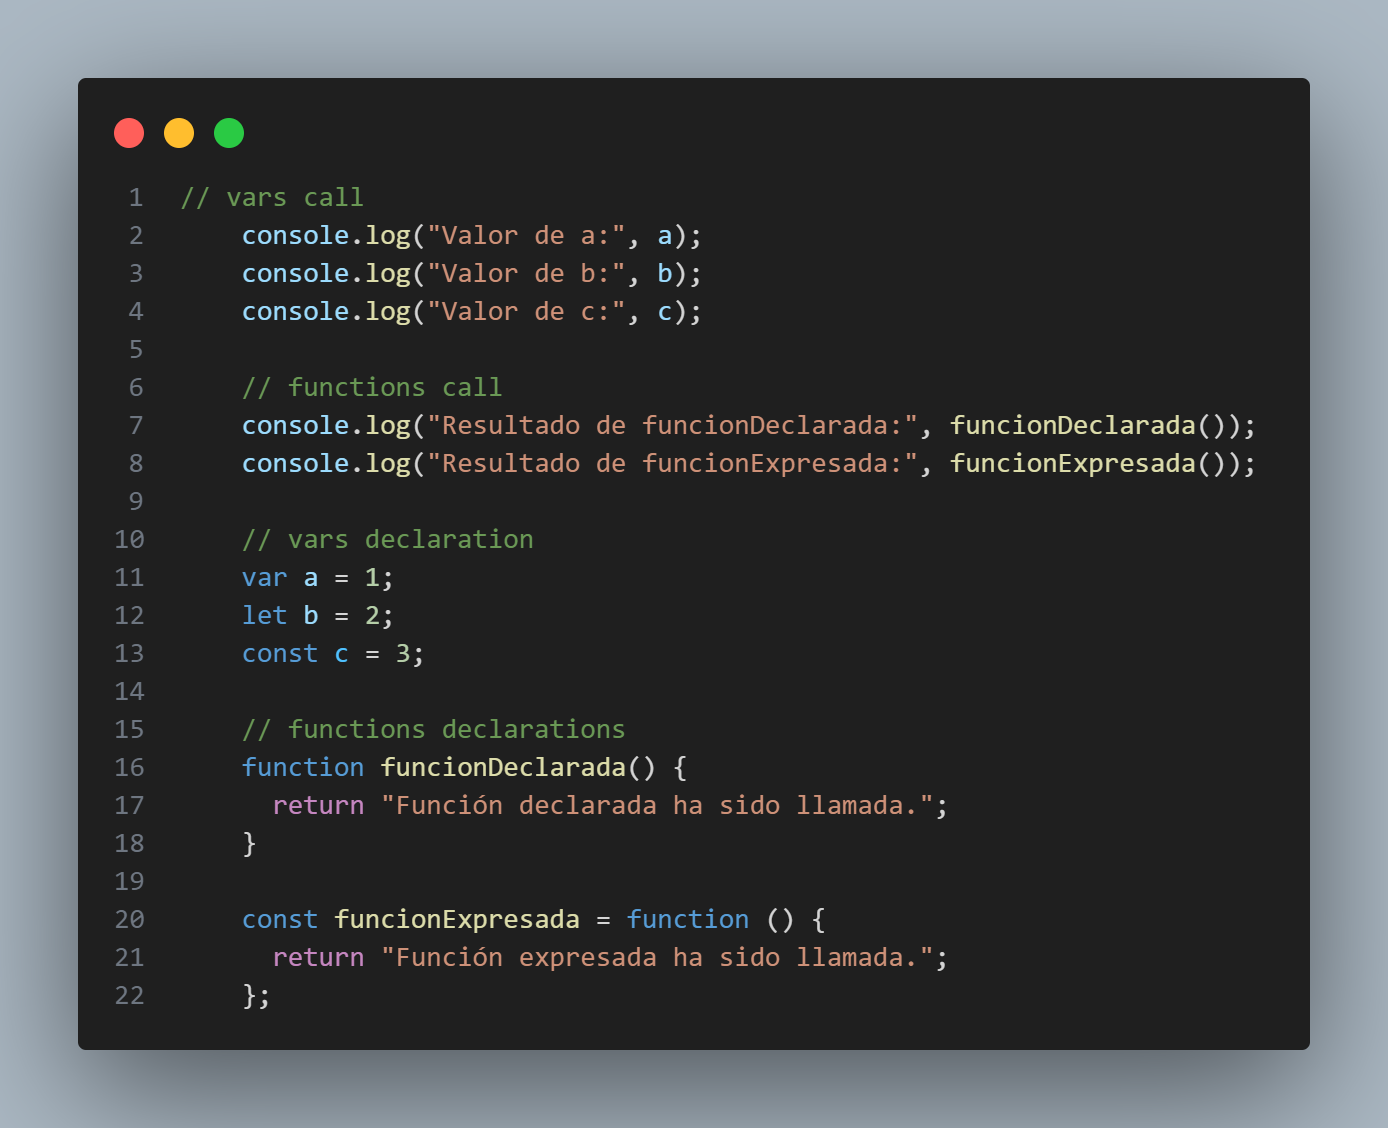 1 // vars call
2 console.log("Valor de a:", a);
3 console.log("Valor de b:", b);
4 console.log("Valor de c:", c);
5
6 // functions call
7 console.log("Resultado de funcionDeclarada:", funcionDeclarada());
8 console.log("Resultado de funcionExpresada:", funcionExpresada());
9
10 // vars declaration
11 var a = 1;
12 let b = 2;
13 const c = 3;
14
15 // functions declarations
16 function funcionDeclarada() {
17 return "Función declarada ha sido llamada.";
18 }
19
20 const funcionExpresada = function () {
21 return "Función expresada ha sido llamada.";
22 };